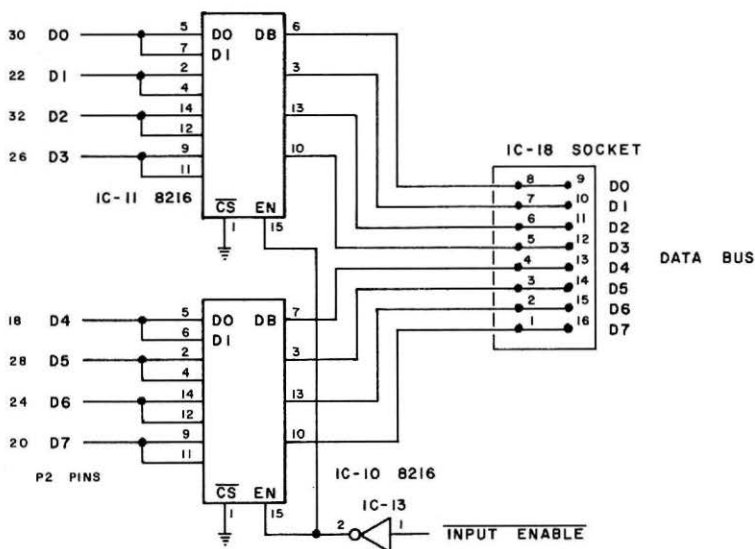 30 D0
22 D1
32 D2
26 D3
5
7
2
4
14
12
9
11
D0 DB
D1
6
3
13
10
IC-11 8216
CS EN
1
15
IC-18 SOCKET
8 9 D0
7 10 D1
6 11 D2
5 12 D3
4 13 D4
3 14 D5
2 15 D6
1 16 D7
DATA BUS
18 D4
28 D5
24 D6
20 D7
P2 PINS
5
6
2
4
14
12
9
11
D0 DB
D1
7
3
13
10
CS EN
1
15
IC-10 8216
IC-13
2
1
INPUT ENABLE